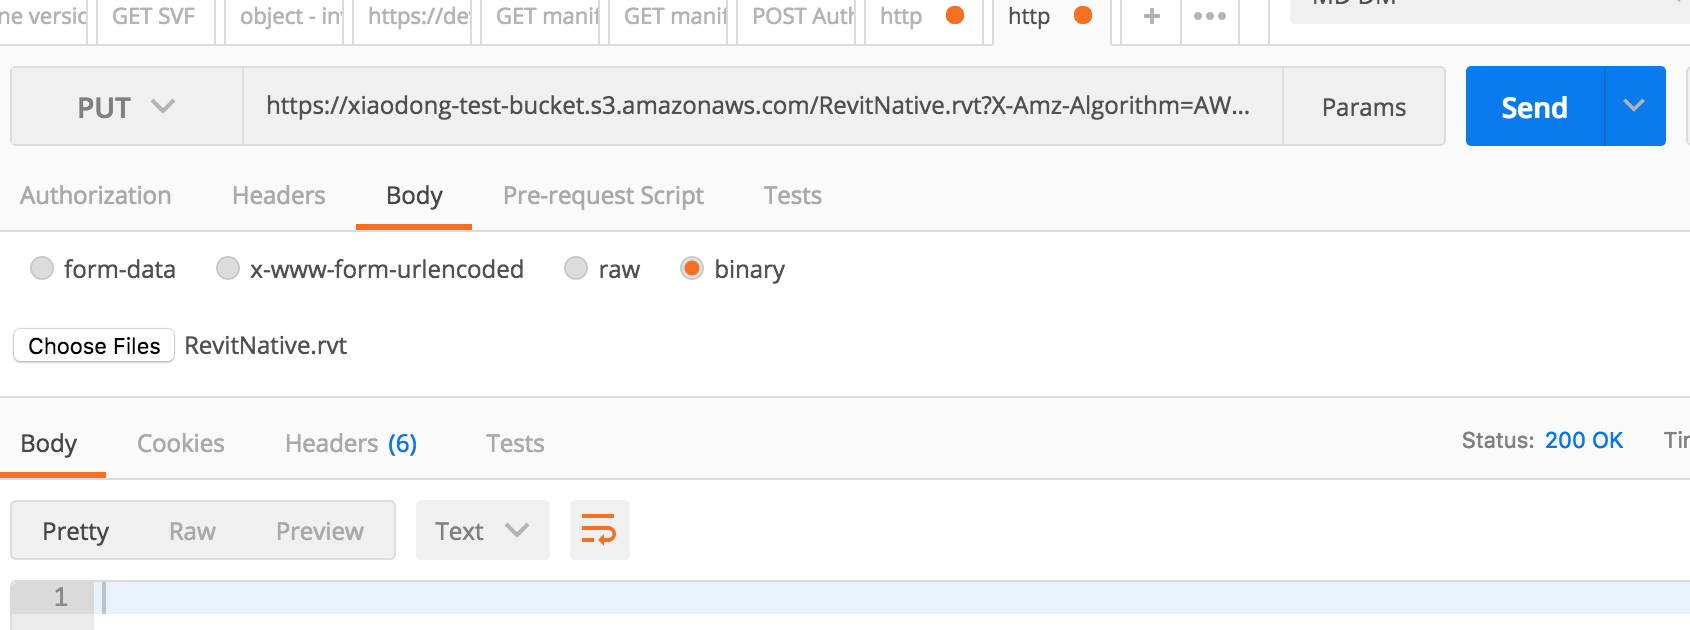 ne versio GET SVF object - inv https://dev GET manif GET manif POST Auth http http + •••
PUT https://xiaodong-test-bucket.s3.amazonaws.com/RevitNative.rvt?X-Amz-Algorithm=AW... Params Send
Authorization Headers Body Pre-request Script Tests
form-data x-www-form-urlencoded raw binary
Choose Files RevitNative.rvt
Body Cookies Headers (6) Tests Status: 200 OK
Pretty Raw Preview Text
1